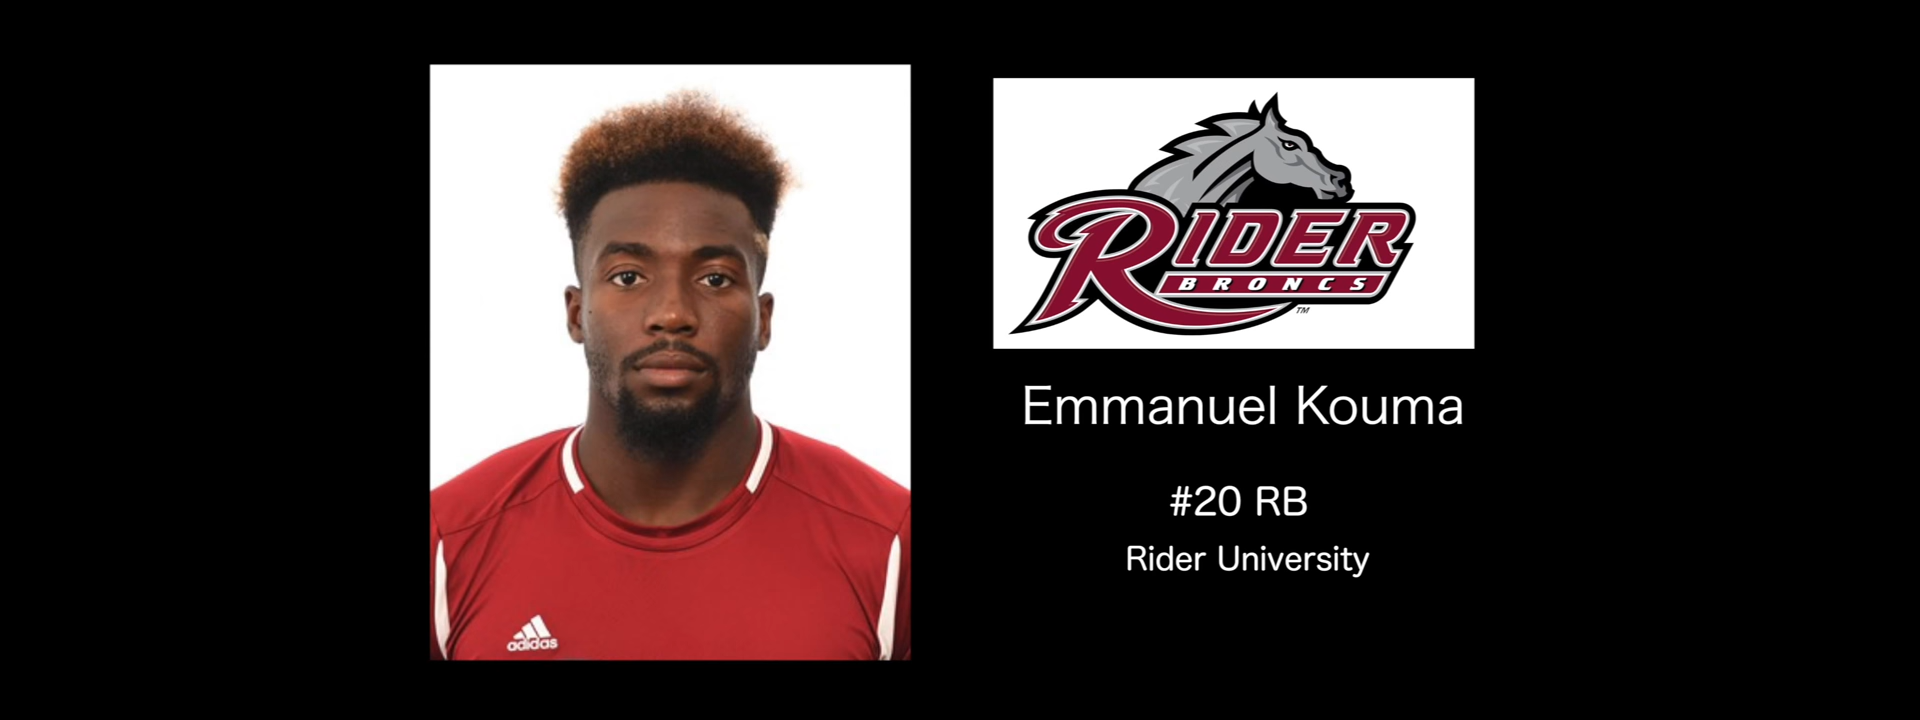 RIDER
BRONCS
TM
Emmanuel Kouma
#20 RB
Rider University
adidas